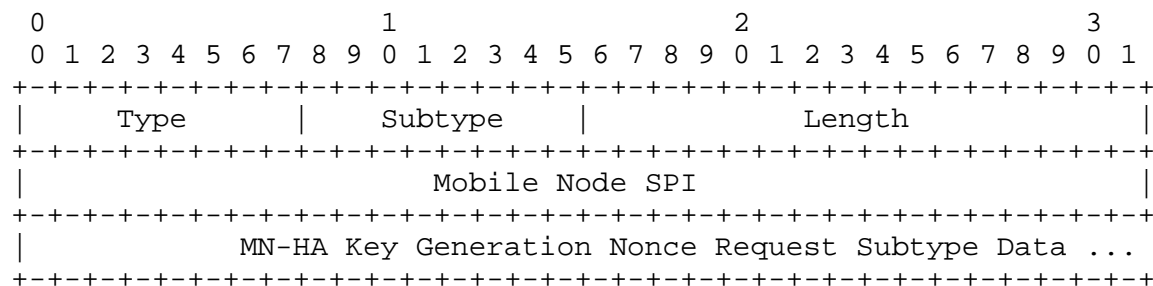 0                   1                   2                   3
 0 1 2 3 4 5 6 7 8 9 0 1 2 3 4 5 6 7 8 9 0 1 2 3 4 5 6 7 8 9 0 1
+-+-+-+-+-+-+-+-+-+-+-+-+-+-+-+-+-+-+-+-+-+-+-+-+-+-+-+-+-+-+-+-+
|     Type      |    Subtype    |            Length             |
+-+-+-+-+-+-+-+-+-+-+-+-+-+-+-+-+-+-+-+-+-+-+-+-+-+-+-+-+-+-+-+-+
|                       Mobile Node SPI                         |
+-+-+-+-+-+-+-+-+-+-+-+-+-+-+-+-+-+-+-+-+-+-+-+-+-+-+-+-+-+-+-+-+
|            MN-HA Key Generation Nonce Request Subtype Data ...
+-+-+-+-+-+-+-+-+-+-+-+-+-+-+-+-+-+-+-+-+-+-+-+-+-+-+-+-+-+-+-+-+